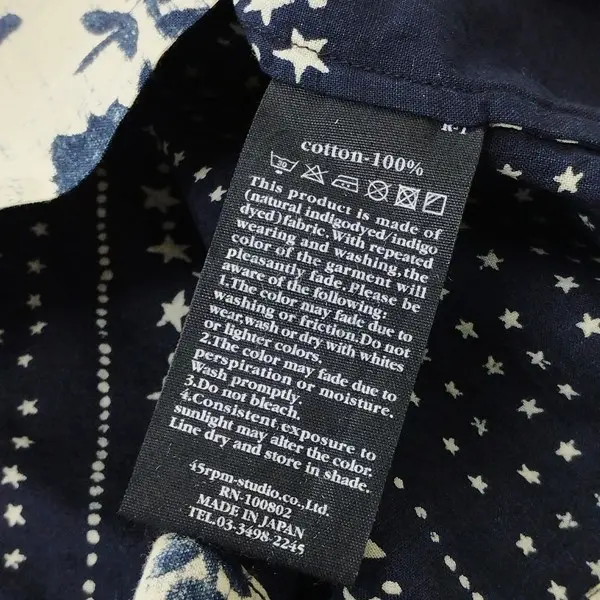 R-1
cotton-100%
30
This product is made of
(natural indigodyed/indigo
dyed)fabric.With repeated
wearing and washing,the
color of the garment will
pleasantly fade.Please be
aware of the following:
1.The color may fade due to
washing or friction.Do not
wear,wash or dry with whites
or lighter colors.
2.The color may fade due to
perspiration or moisture.
Wash promptly.
3.Do not bleach.
4.Consistent exposure to
sunlight may alter the color.
Line dry and store in shade.
45rpm-studio.co.,Ltd.
RN-100802
MADE IN JAPAN
TEL.03-3498-2245